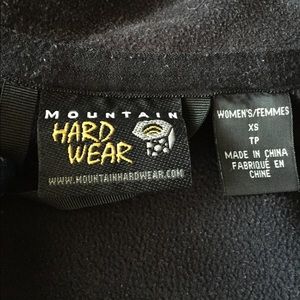 MOUNTAIN
HARD
WEAR
WWW.MOUNTAINHARDWEAR.COM
WOMEN'S/FEMMES
XS
TP
MADE IN CHINA
FABRIQUÉ EN
CHINE